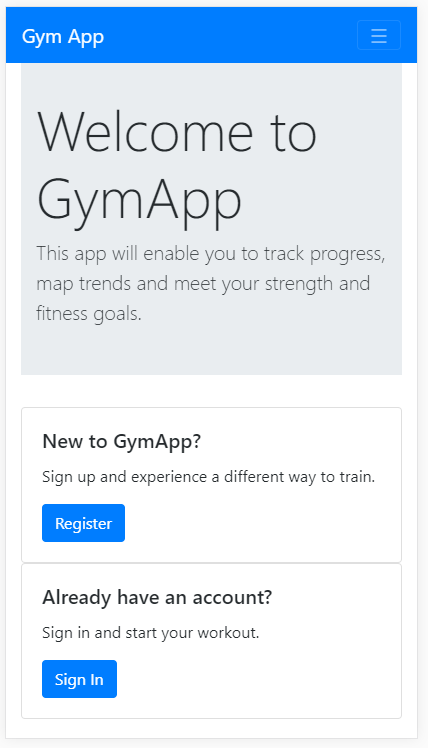 Gym App
Welcome to
GymApp
This app will enable you to track progress,
map trends and meet your strength and
fitness goals.
New to GymApp?
Sign up and experience a different way to train.
Register
Already have an account?
Sign in and start your workout.
Sign In